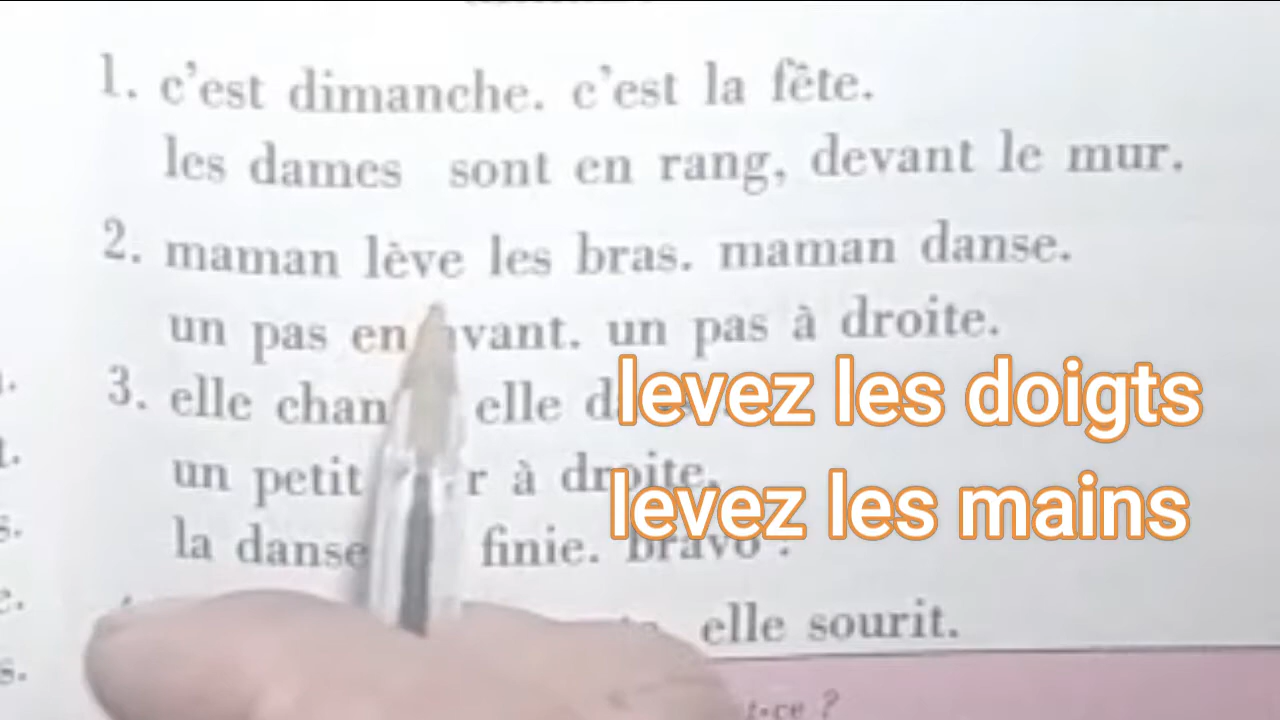 1. c'est dimanche. c'est la fête.
les dames sont en rang, devant le mur.
2. maman lève les bras. maman danse.
un pas en avant. un pas à droite.
3. elle elle
levez les doigts
un petit à droite.
levez les mains
la danse finie. bravo !
elle sourit.